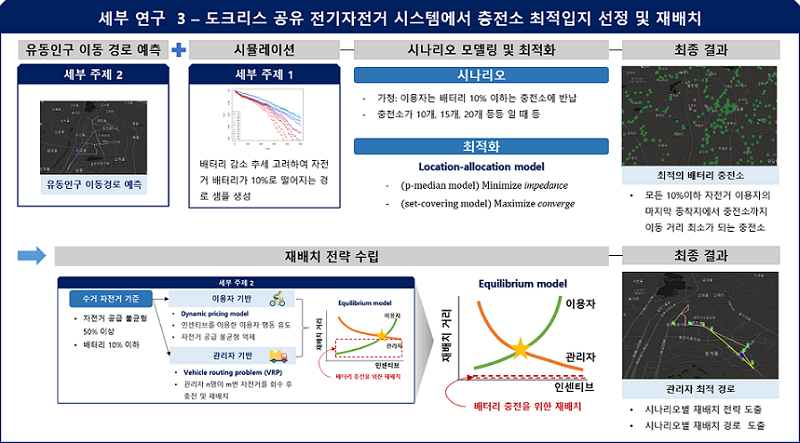 세부 연구 3 – 도크리스 공유 전기자전거 시스템에서 충전소 최적입지 선정 및 재배치
유동인구 이동 경로 예측
시뮬레이션
시나리오 모델링 및 최적화
최종 결과
세부 주제 2
유동인구 이동경로 예측
세부 주제 1
배터리 감소 추세 고려하여 자전
거 배터리가 10%로 떨어지는 경
로 샘플 생성
시나리오
- 가정: 이용자는 배터리 10% 이하는 충전소에 반납
- 충전소가 10개, 15개, 20개 등등 일 때 등
최적화
Location-allocation model
- (p-median model) Minimize impedance
- (set-covering model) Maximize converge
최적의 배터리 충전소
• 모든 10%이하 자전거 이용자의
마지막 종착지에서 충전소까지
이동 거리 최소가 되는 충전소
재배치 전략 수립
최종 결과
세부 주제 2
수거 자전거 기준
• 자전거 공급 불균형
50% 이상
• 배터리 10% 이하
이용자 기반
• Dynamic pricing model
• 인센티브를 이용한 이용자 행동 유도
• 자전거 공급 불균형 억제
관리자 기반
• Vehicle routing problem (VRP)
• 관리자 n명이 m번 자전거를 회수 후
충전 및 재배치
Equilibrium model
재배치 거리
이용자
관리자
인센티브
배터리 충전을 위한 재배치
Equilibrium model
재배치 거리
이용자
관리자
인센티브
배터리 충전을 위한 재배치
관리자 최적 경로
• 시나리오별 재배치 전략 도출
• 시나리오별 재배치 경로 도출